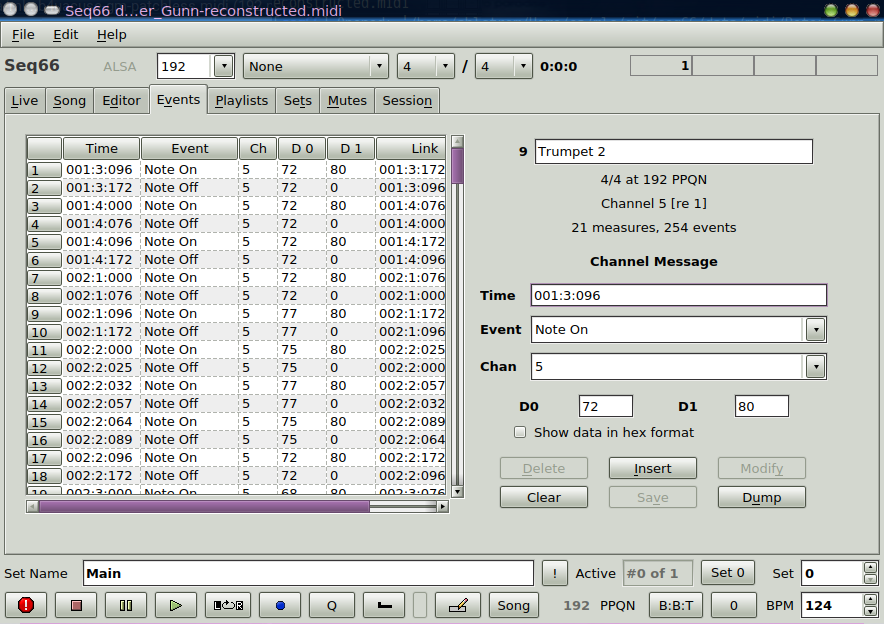 Seq66 d...er_Gunn-reconstructed.midi
File Edit Help
Seq66 ALSA 192 None 4 / 4 0:0:0 1
Live Song Editor Events Playlists Sets Mutes Session
Time Event Ch D 0 D 1 Link
1 001:3:096 Note On 5 72 80 001:3:172
2 001:3:172 Note Off 5 72 0 001:3:096
3 001:4:000 Note On 5 72 80 001:4:076
4 001:4:076 Note Off 5 72 0 001:4:000
5 001:4:096 Note On 5 72 80 001:4:172
6 001:4:172 Note Off 5 72 0 001:4:096
7 002:1:000 Note On 5 72 80 002:1:076
8 002:1:076 Note Off 5 72 0 002:1:000
9 002:1:096 Note On 5 77 80 002:1:172
10 002:1:172 Note Off 5 77 0 002:1:096
11 002:2:000 Note On 5 75 80 002:2:025
12 002:2:025 Note Off 5 75 0 002:2:000
13 002:2:032 Note On 5 77 80 002:2:057
14 002:2:057 Note Off 5 77 0 002:2:032
15 002:2:064 Note On 5 75 80 002:2:089
16 002:2:089 Note Off 5 75 0 002:2:064
17 002:2:096 Note On 5 72 80 002:2:172
18 002:2:172 Note Off 5 72 0 002:2:096
19 002:3:000 Note On 5 68 80 002:3:076
9 Trumpet 2
4/4 at 192 PPQN
Channel 5 [re 1]
21 measures, 254 events
Channel Message
Time 001:3:096
Event Note On
Chan 5
D0 72 D1 80
Show data in hex format
Delete Insert Modify
Clear Save Dump
Set Name Main ! Active #0 of 1 Set 0 Set 0
Q Song 192 PPQN B:B:T 0 BPM 124